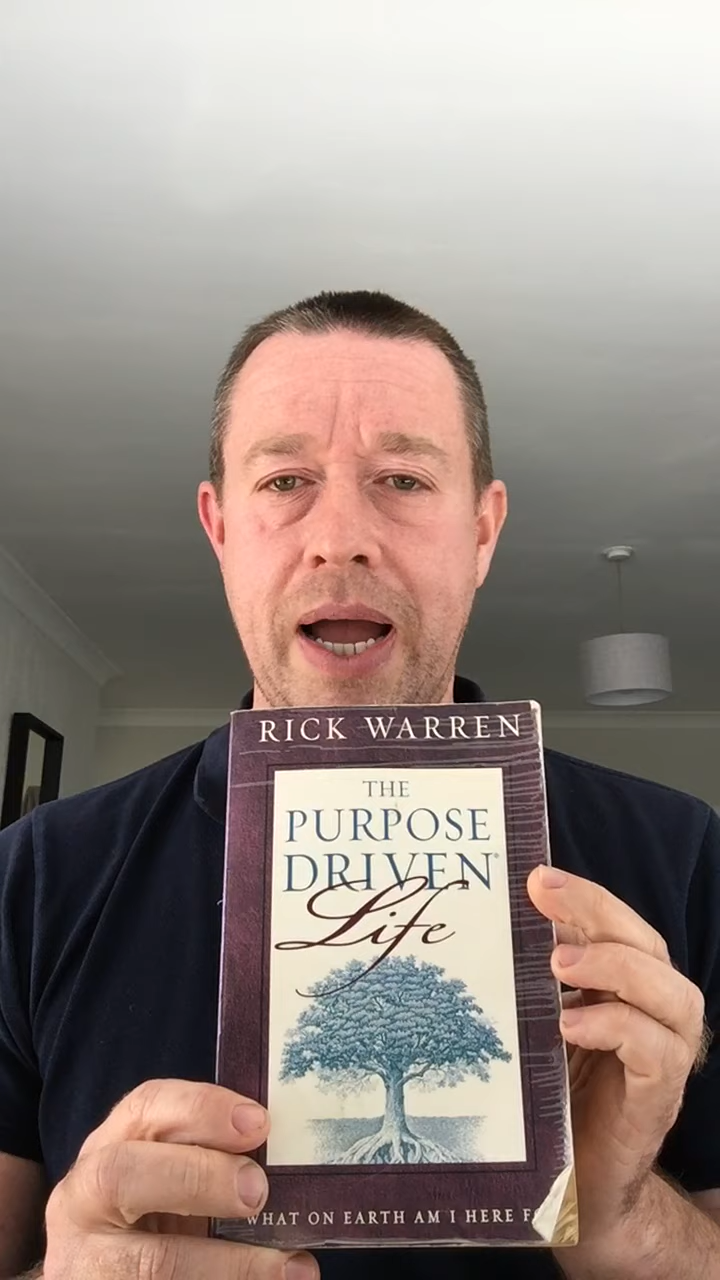 RICK WARREN
THE
PURPOSE
DRIVEN®
Life
WHAT ON EARTH AM I HERE